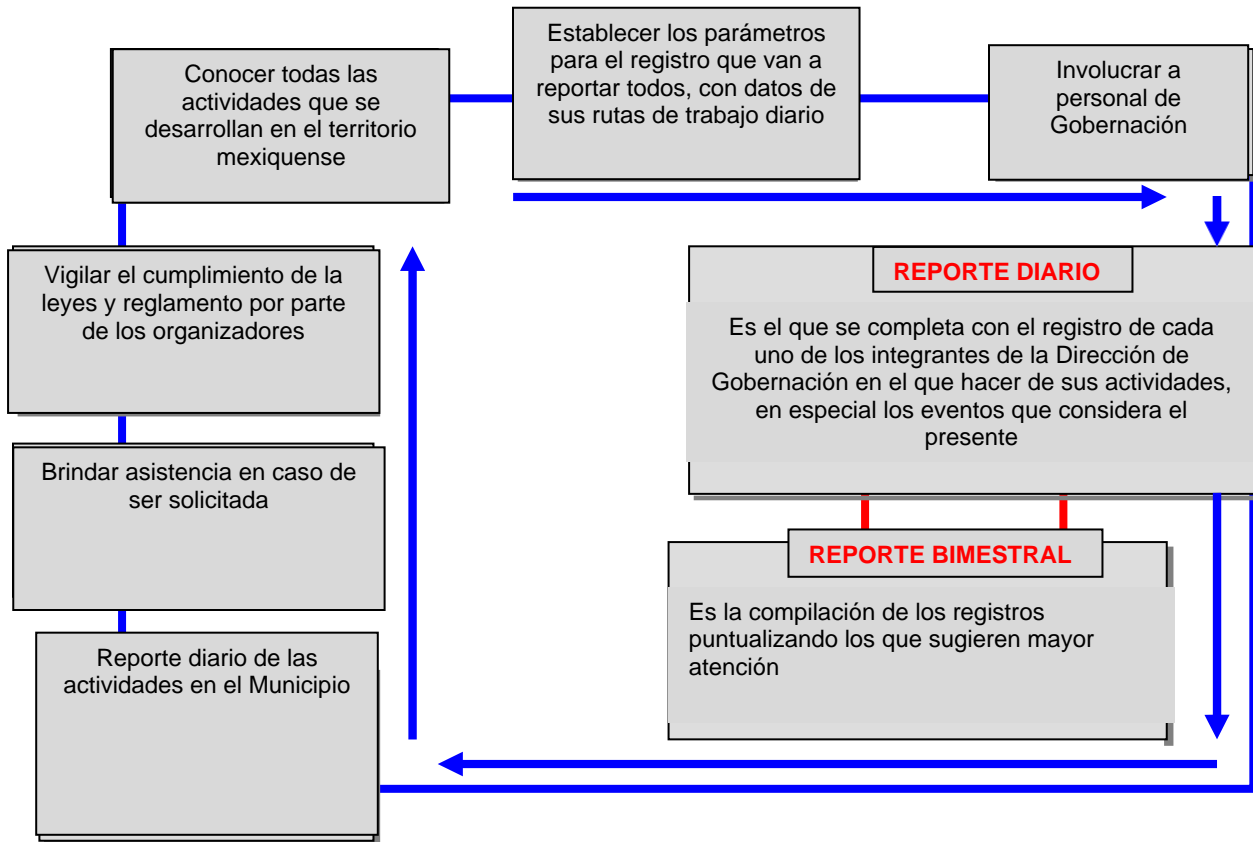 Conocer todas las
actividades que se
desarrollan en el territorio
mexiquense
Establecer los parámetros
para el registro que van a
reportar todos, con datos de
sus rutas de trabajo diario
Involucrar a
personal de
Gobernación
Vigilar el cumplimiento de la
leyes y reglamento por parte
de los organizadores
REPORTE DIARIO
Es el que se completa con el registro de cada
uno de los integrantes de la Dirección de
Gobernación en el que hacer de sus actividades,
en especial los eventos que considera el
presente
Brindar asistencia en caso de
ser solicitada
REPORTE BIMESTRAL
Es la compilación de los registros
puntualizando los que sugieren mayor
atención
Reporte diario de las
actividades en el Municipio